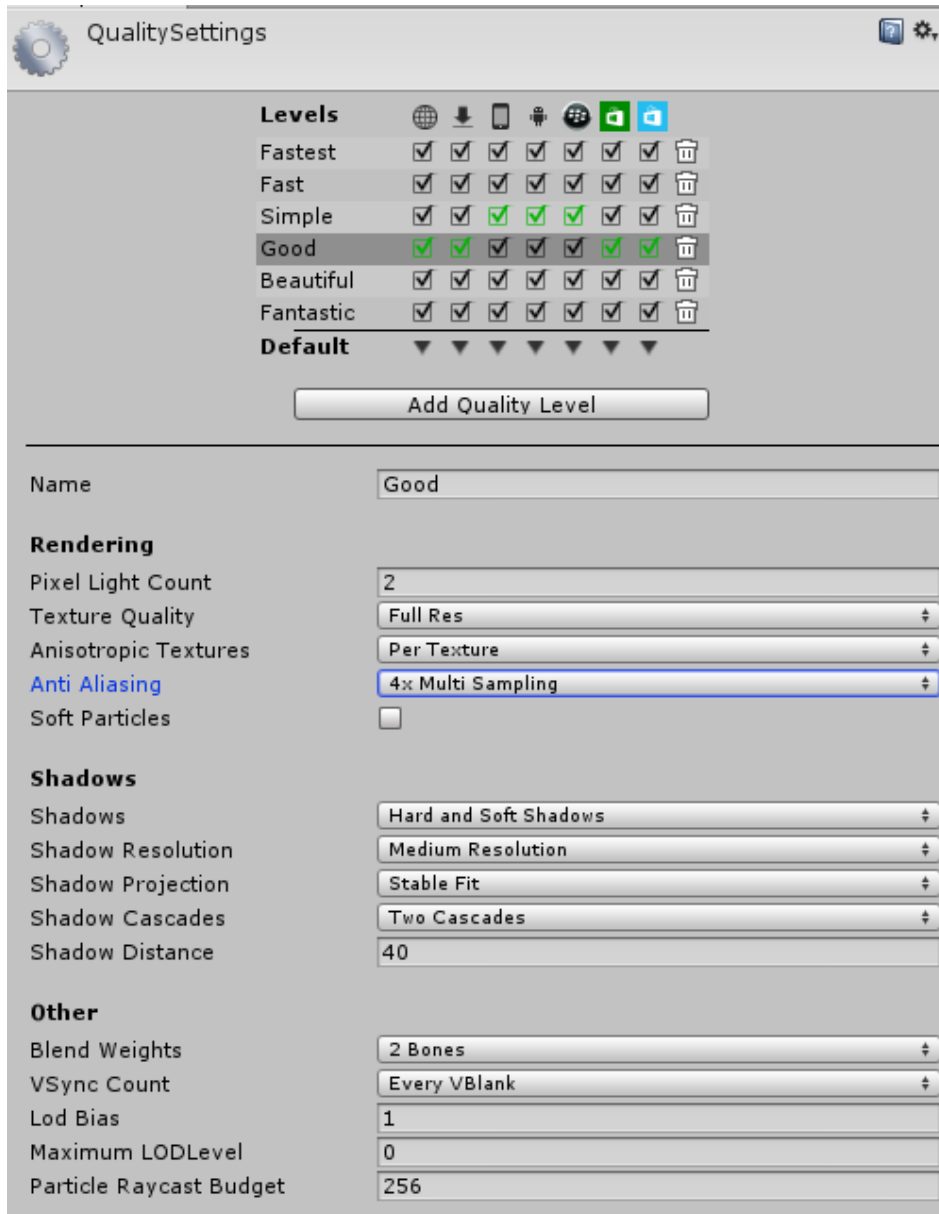 QualitySettings
Levels
Fastest
Fast
Simple
Good
Beautiful
Fantastic
Default
Add Quality Level
Name Good
Rendering
Pixel Light Count 2
Texture Quality Full Res
Anisotropic Textures Per Texture
Anti Aliasing 4x Multi Sampling
Soft Particles
Shadows
Shadows Hard and Soft Shadows
Shadow Resolution Medium Resolution
Shadow Projection Stable Fit
Shadow Cascades Two Cascades
Shadow Distance 40
Other
Blend Weights 2 Bones
VSync Count Every VBlank
Lod Bias 1
Maximum LODLevel 0
Particle Raycast Budget 256